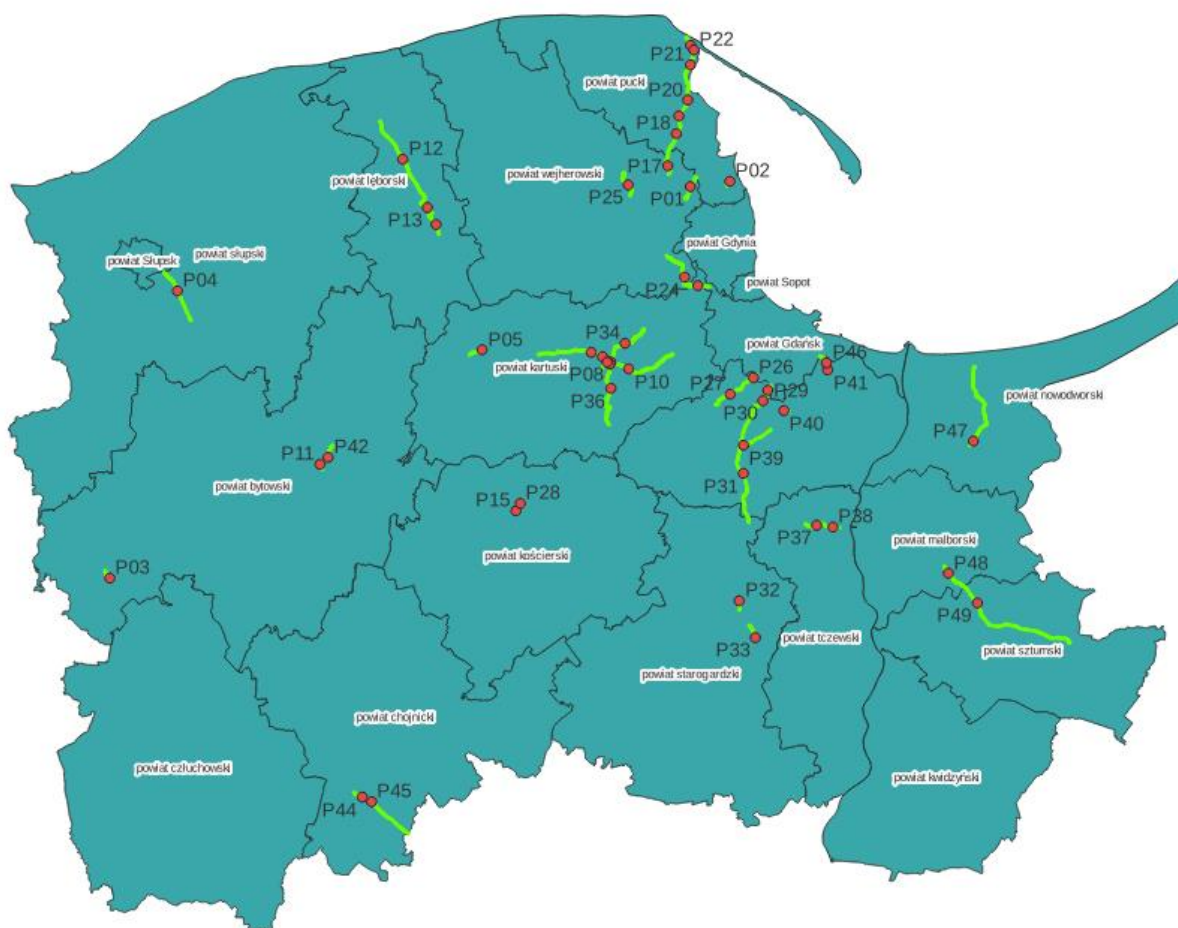 P22
P21
powiat pucki
P20
P18
P12
P17
powiat wejherowski
P02
powiat lęborski
P25
P01
P13
powiat Gdynia
powiat słupski
powiat Słupsk
P04
P24
powiat Sopot
P34
P05
powiat Gdańsk
P46
powiat kartuski
P08
P10
P26
P41
P27
P29
powiat nowodworski
P36
P30
P40
P47
P42
P11
P39
powiat bytowski
P31
P28
P15
P38
P37
powiat malborski
powiat kościerski
P48
P03
P32
P49
powiat tczewski
P33
powiat sztumski
powiat starogardzki
powiat chojnicki
powiat człuchowski
powiat kwidzyński
P45
P44